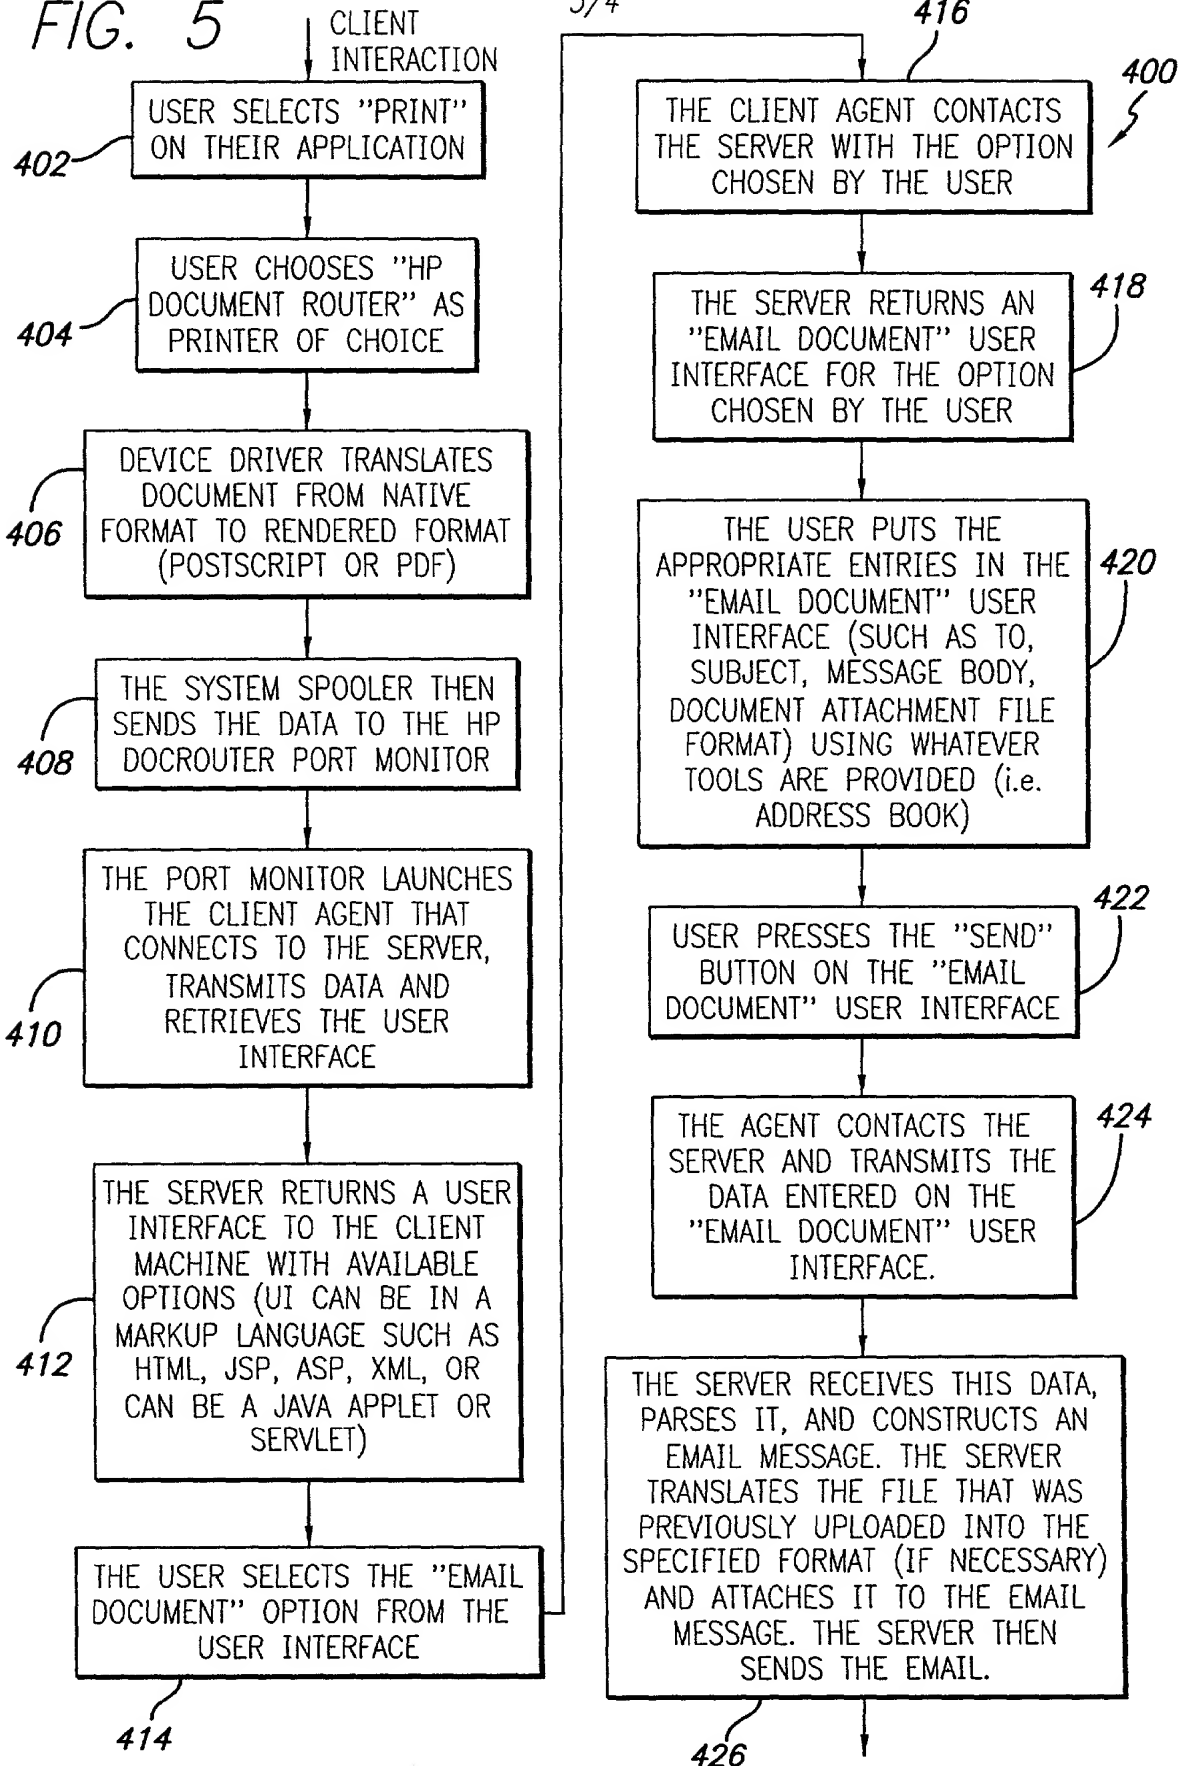 FIG. 5
CLIENT
INTERACTION
402
USER SELECTS "PRINT"
ON THEIR APPLICATION
404
USER CHOOSES "HP
DOCUMENT ROUTER" AS
PRINTER OF CHOICE
406
DEVICE DRIVER TRANSLATES
DOCUMENT FROM NATIVE
FORMAT TO RENDERED FORMAT
(POSTSCRIPT OR PDF)
408
THE SYSTEM SPOOLER THEN
SENDS THE DATA TO THE HP
DOCROUTER PORT MONITOR
410
THE PORT MONITOR LAUNCHES
THE CLIENT AGENT THAT
CONNECTS TO THE SERVER,
TRANSMITS DATA AND
RETRIEVES THE USER
INTERFACE
412
THE SERVER RETURNS A USER
INTERFACE TO THE CLIENT
MACHINE WITH AVAILABLE
OPTIONS (UI CAN BE IN A
MARKUP LANGUAGE SUCH AS
HTML, JSP, ASP, XML, OR
CAN BE A JAVA APPLET OR
SERVLET)
THE USER SELECTS THE "EMAIL
DOCUMENT" OPTION FROM THE
USER INTERFACE
414
416
400
THE CLIENT AGENT CONTACTS
THE SERVER WITH THE OPTION
CHOSEN BY THE USER
418
THE SERVER RETURNS AN
"EMAIL DOCUMENT" USER
INTERFACE FOR THE OPTION
CHOSEN BY THE USER
420
THE USER PUTS THE
APPROPRIATE ENTRIES IN THE
"EMAIL DOCUMENT" USER
INTERFACE (SUCH AS TO,
SUBJECT, MESSAGE BODY,
DOCUMENT ATTACHMENT FILE
FORMAT) USING WHATEVER
TOOLS ARE PROVIDED (i.e.
ADDRESS BOOK)
422
USER PRESSES THE "SEND"
BUTTON ON THE "EMAIL
DOCUMENT" USER INTERFACE
424
THE AGENT CONTACTS THE
SERVER AND TRANSMITS THE
DATA ENTERED ON THE
"EMAIL DOCUMENT" USER
INTERFACE.
THE SERVER RECEIVES THIS DATA,
PARSES IT, AND CONSTRUCTS AN
EMAIL MESSAGE. THE SERVER
TRANSLATES THE FILE THAT WAS
PREVIOUSLY UPLOADED INTO THE
SPECIFIED FORMAT (IF NECESSARY)
AND ATTACHES IT TO THE EMAIL
MESSAGE. THE SERVER THEN
SENDS THE EMAIL.
426